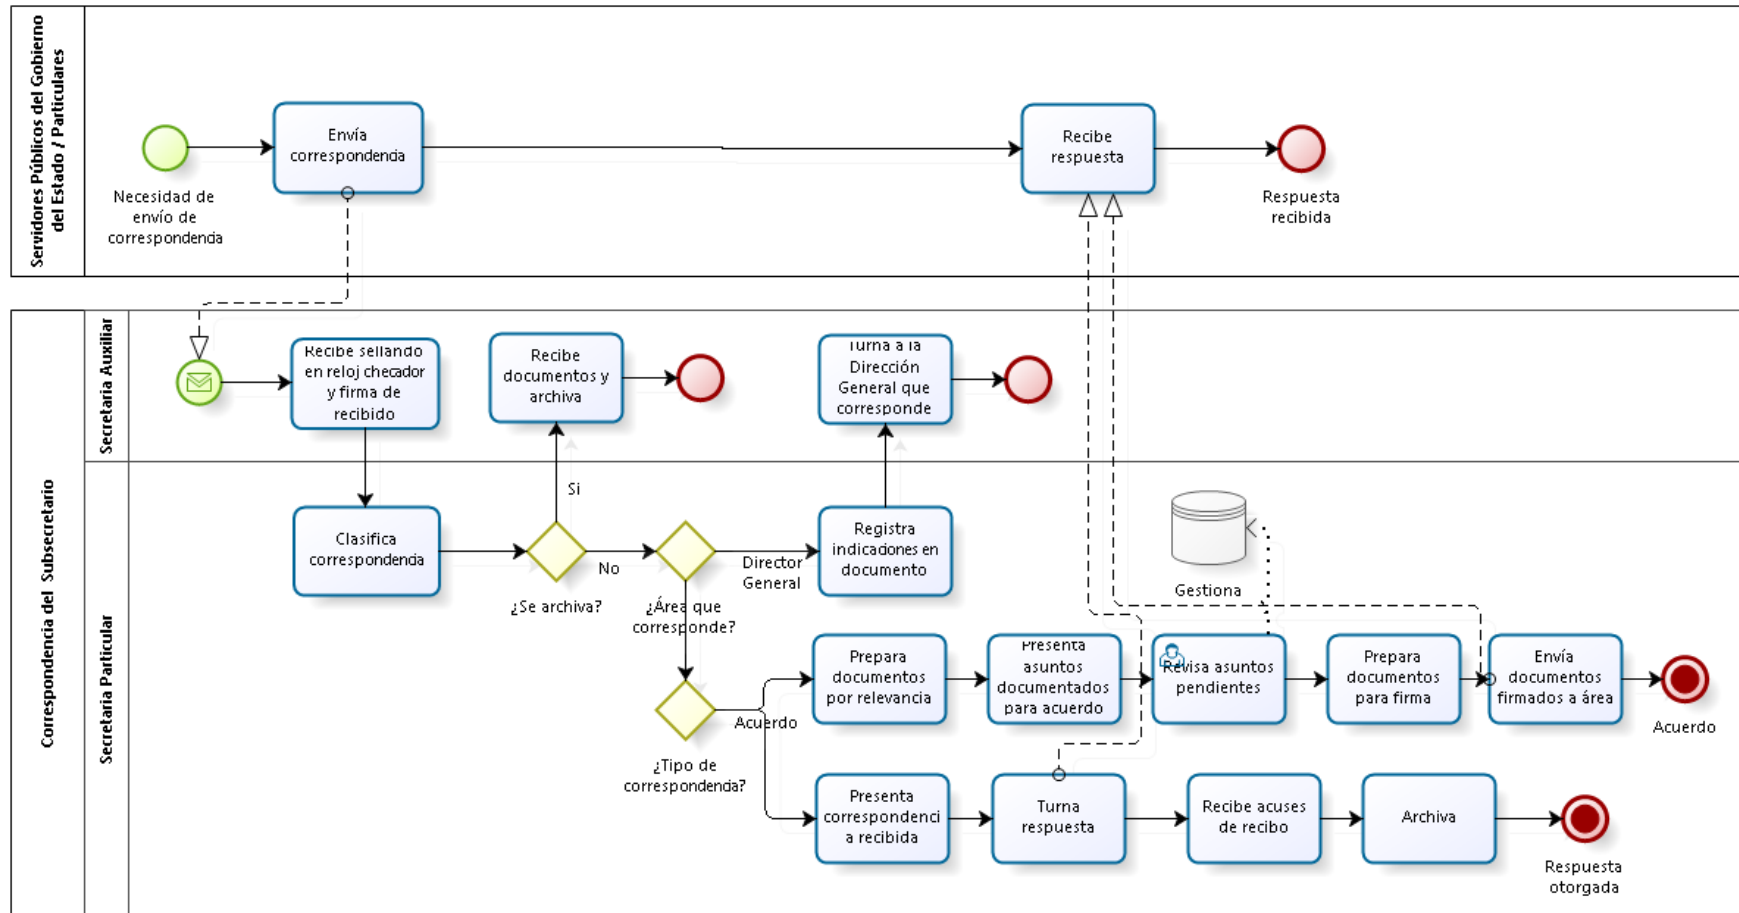 Servidores Públicos del Gobierno
del Estado / Particulares
Necesidad de
envío de
correspondencia
Envía
correspondencia
Recibe
respuesta
Respuesta
recibida
Correspondencia del Subsecretario
Secretaria Auxiliar
Recibe sellando
en reloj checador
y firma de
recibido
Recibe
documentos y
archiva
Turna a la
Dirección
General que
corresponde
Secretaria Particular
Clasifica
correspondencia
Si
No
¿Se archiva?
¿Área que
corresponde?
Director
General
Registra
indicaciones en
documento
Gestiona
¿Tipo de
correspondencia?
Acuerdo
Prepara
documentos
por relevancia
Presenta
asuntos
documentados
para acuerdo
Revisa asuntos
pendientes
Prepara
documentos
para firma
Envía
documentos
firmados a área
Acuerdo
Presenta
correspondenci
a recibida
Turna
respuesta
Recibe acuses
de recibo
Archiva
Respuesta
otorgada